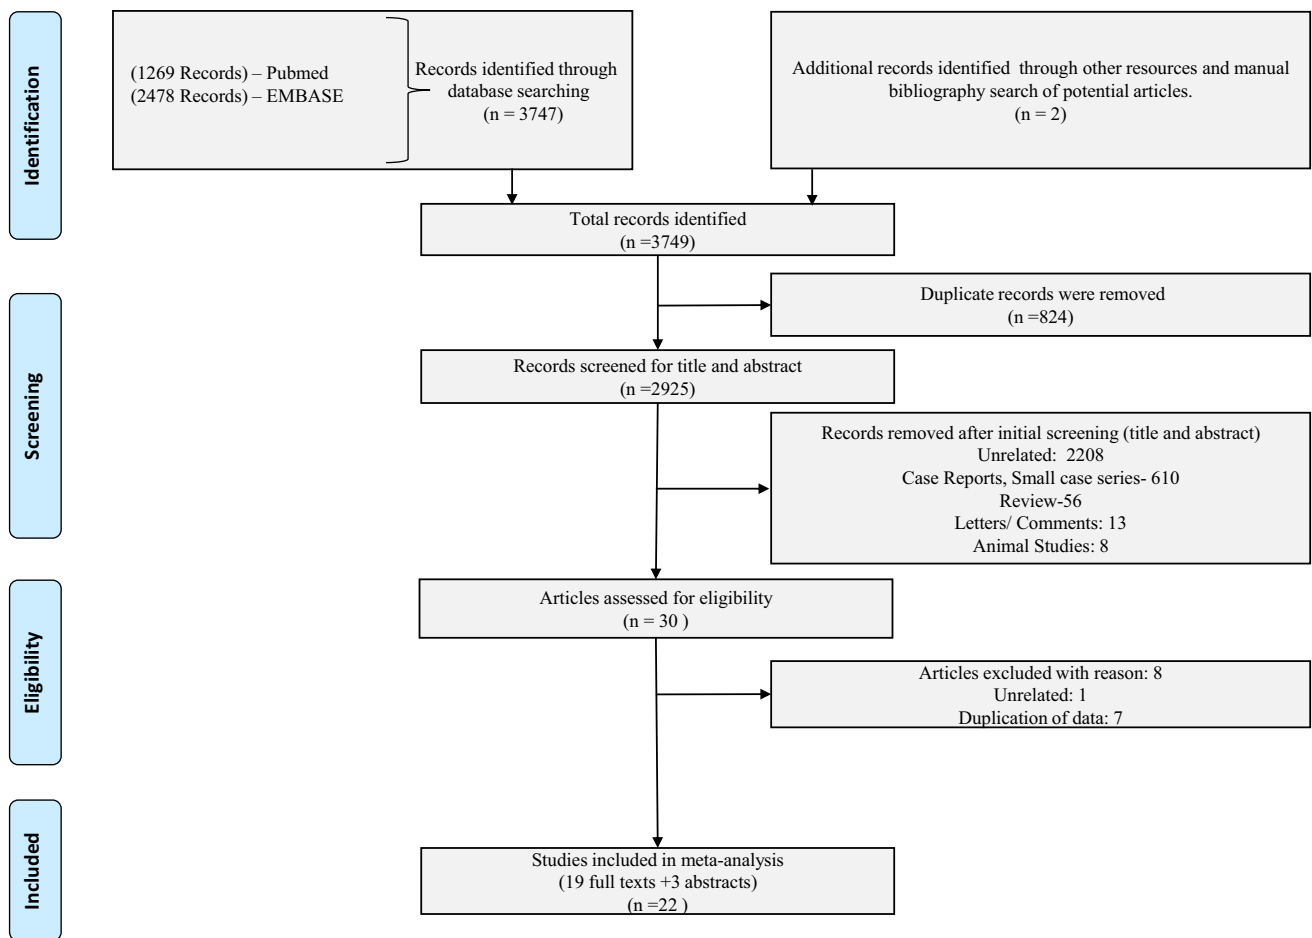 Identification
(1269 Records) – Pubmed
(2478 Records) – EMBASE
Records identified through
database searching
(n = 3747)
Additional records identified through other resources and manual
bibliography search of potential articles.
(n = 2)
Total records identified
(n =3749)
Screening
Duplicate records were removed
(n =824)
Records screened for title and abstract
(n =2925)
Records removed after initial screening (title and abstract)
Unrelated: 2208
Case Reports, Small case series- 610
Review-56
Letters/ Comments: 13
Animal Studies: 8
Eligibility
Articles assessed for eligibility
(n = 30 )
Articles excluded with reason: 8
Unrelated: 1
Duplication of data: 7
Included
Studies included in meta-analysis
(19 full texts +3 abstracts)
(n =22 )